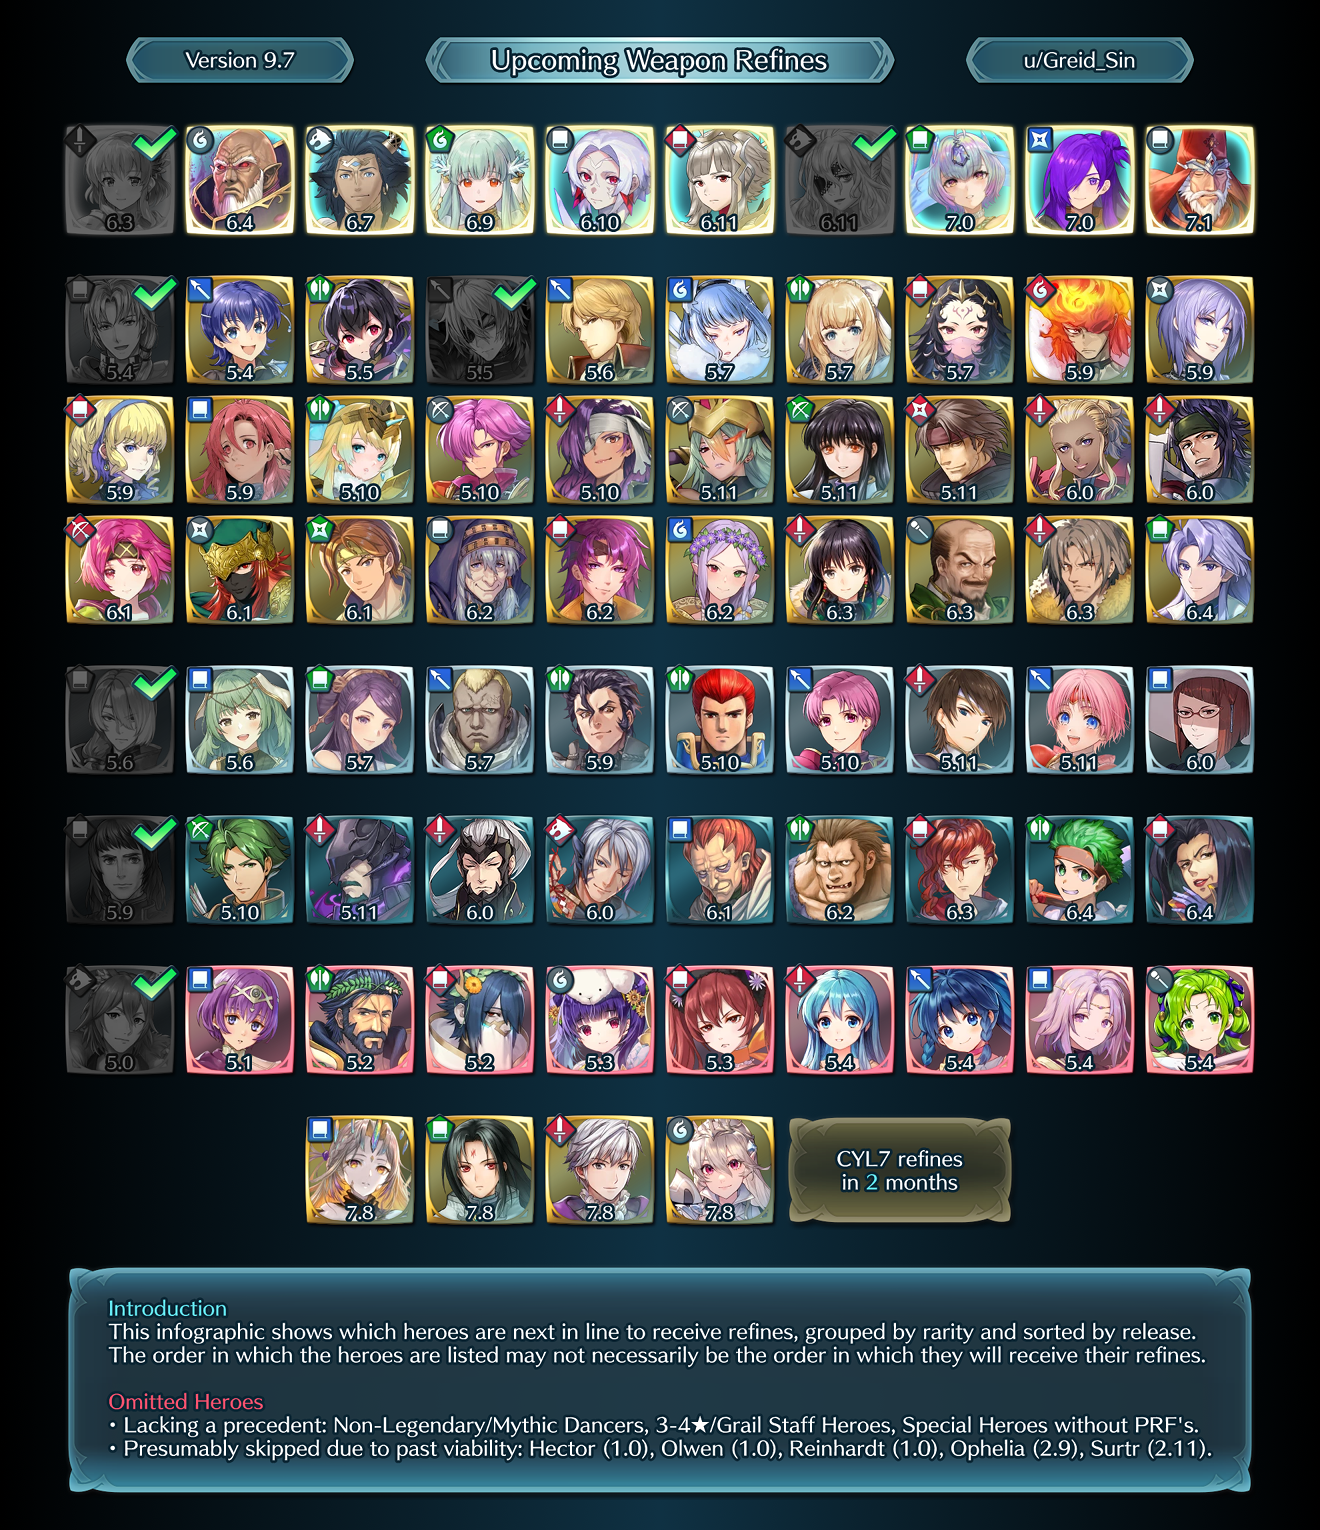 Version 9.7
Upcoming Weapon Refines
u/Greid_Sin
6.3 6.4 6.7 6.9 6.10 6.11 6.11 7.0 7.0 7.1
5.4 5.4 5.5 5.5 5.6 5.7 5.7 5.7 5.9 5.9
5.9 5.9 5.10 5.10 5.10 5.11 5.11 5.11 6.0 6.0
6.1 6.1 6.1 6.2 6.2 6.2 6.3 6.3 6.3 6.4
5.6 5.6 5.7 5.7 5.9 5.10 5.10 5.11 5.11 6.0
5.9 5.10 5.11 6.0 6.0 6.1 6.2 6.3 6.4 6.4
5.0 5.1 5.2 5.2 5.3 5.3 5.4 5.4 5.4 5.4
7.8 7.8 7.8 7.8
CYL7 refines
in 2 months
Introduction
This infographic shows which heroes are next in line to receive refines, grouped by rarity and sorted by release.
The order in which the heroes are listed may not necessarily be the order in which they will receive their refines.
Omitted Heroes
• Lacking a precedent: Non-Legendary/Mythic Dancers, 3-4★/Grail Staff Heroes, Special Heroes without PRF's.
• Presumably skipped due to past viability: Hector (1.0), Olwen (1.0), Reinhardt (1.0), Ophelia (2.9), Surtr (2.11).